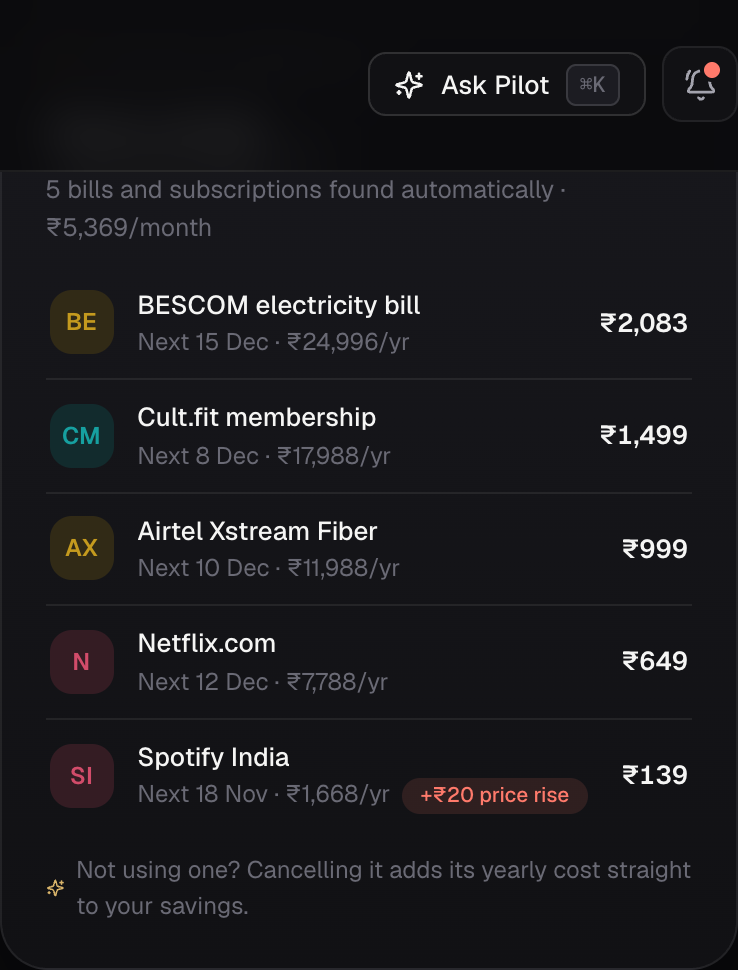 Ask Pilot ⌘K
5 bills and subscriptions found automatically ·
₹5,369/month
BE
BESCOM electricity bill
Next 15 Dec · ₹24,996/yr
₹2,083
CM
Cult.fit membership
Next 8 Dec · ₹17,988/yr
₹1,499
AX
Airtel Xstream Fiber
Next 10 Dec · ₹11,988/yr
₹999
N
Netflix.com
Next 12 Dec · ₹7,788/yr
₹649
SI
Spotify India
Next 18 Nov · ₹1,668/yr
+₹20 price rise
₹139
Not using one? Cancelling it adds its yearly cost straight
to your savings.